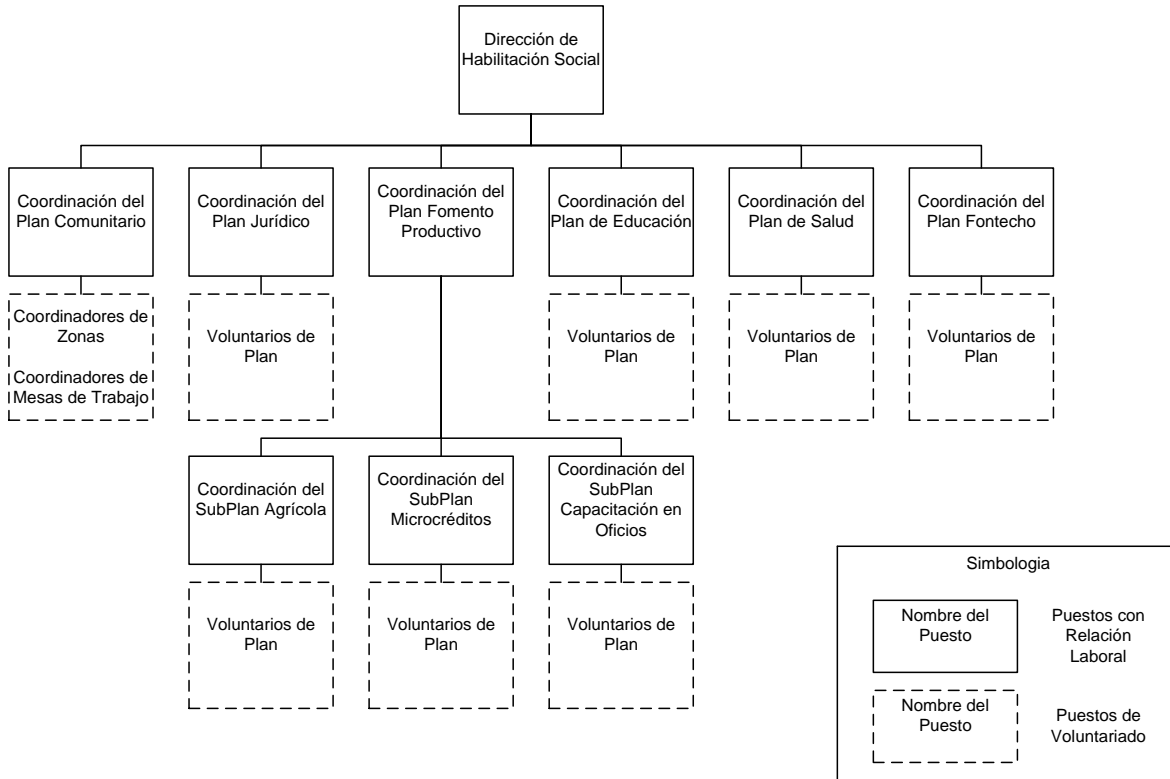 Dirección de
Habilitación Social
Coordinación del
Plan Comunitario
Coordinación del
Plan Jurídico
Coordinación del
Plan Fomento
Productivo
Coordinación del
Plan de Educación
Coordinación del
Plan de Salud
Coordinación del
Plan Fontecho
Coordinadores de
Zonas
Coordinadores de
Mesas de Trabajo
Voluntarios de
Plan
Voluntarios de
Plan
Voluntarios de
Plan
Voluntarios de
Plan
Coordinación del
SubPlan Agrícola
Coordinación del
SubPlan
Microcréditos
Coordinación del
SubPlan
Capacitación en
Oficios
Voluntarios de
Plan
Voluntarios de
Plan
Voluntarios de
Plan
Simbologia
Nombre del
Puesto
Puestos con
Relación
Laboral
Nombre del
Puesto
Puestos de
Voluntariado